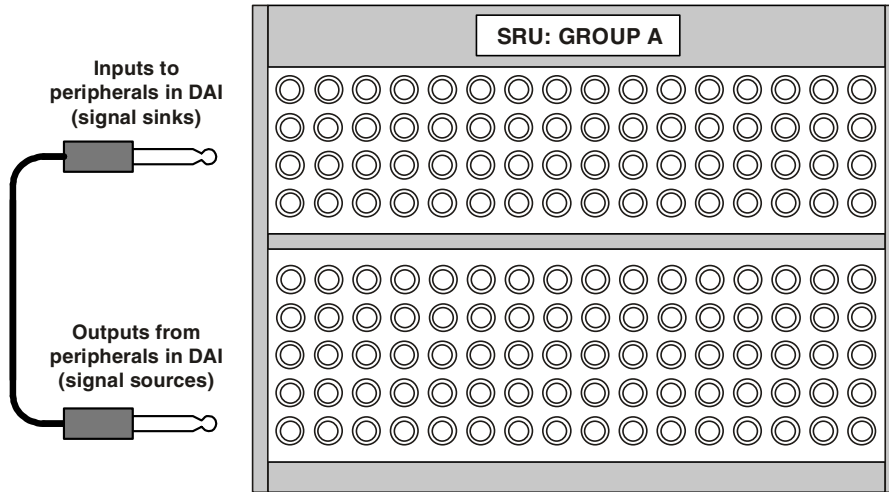 SRU: GROUP A
Inputs to
peripherals in DAI
(signal sinks)
Outputs from
peripherals in DAI
(signal sources)